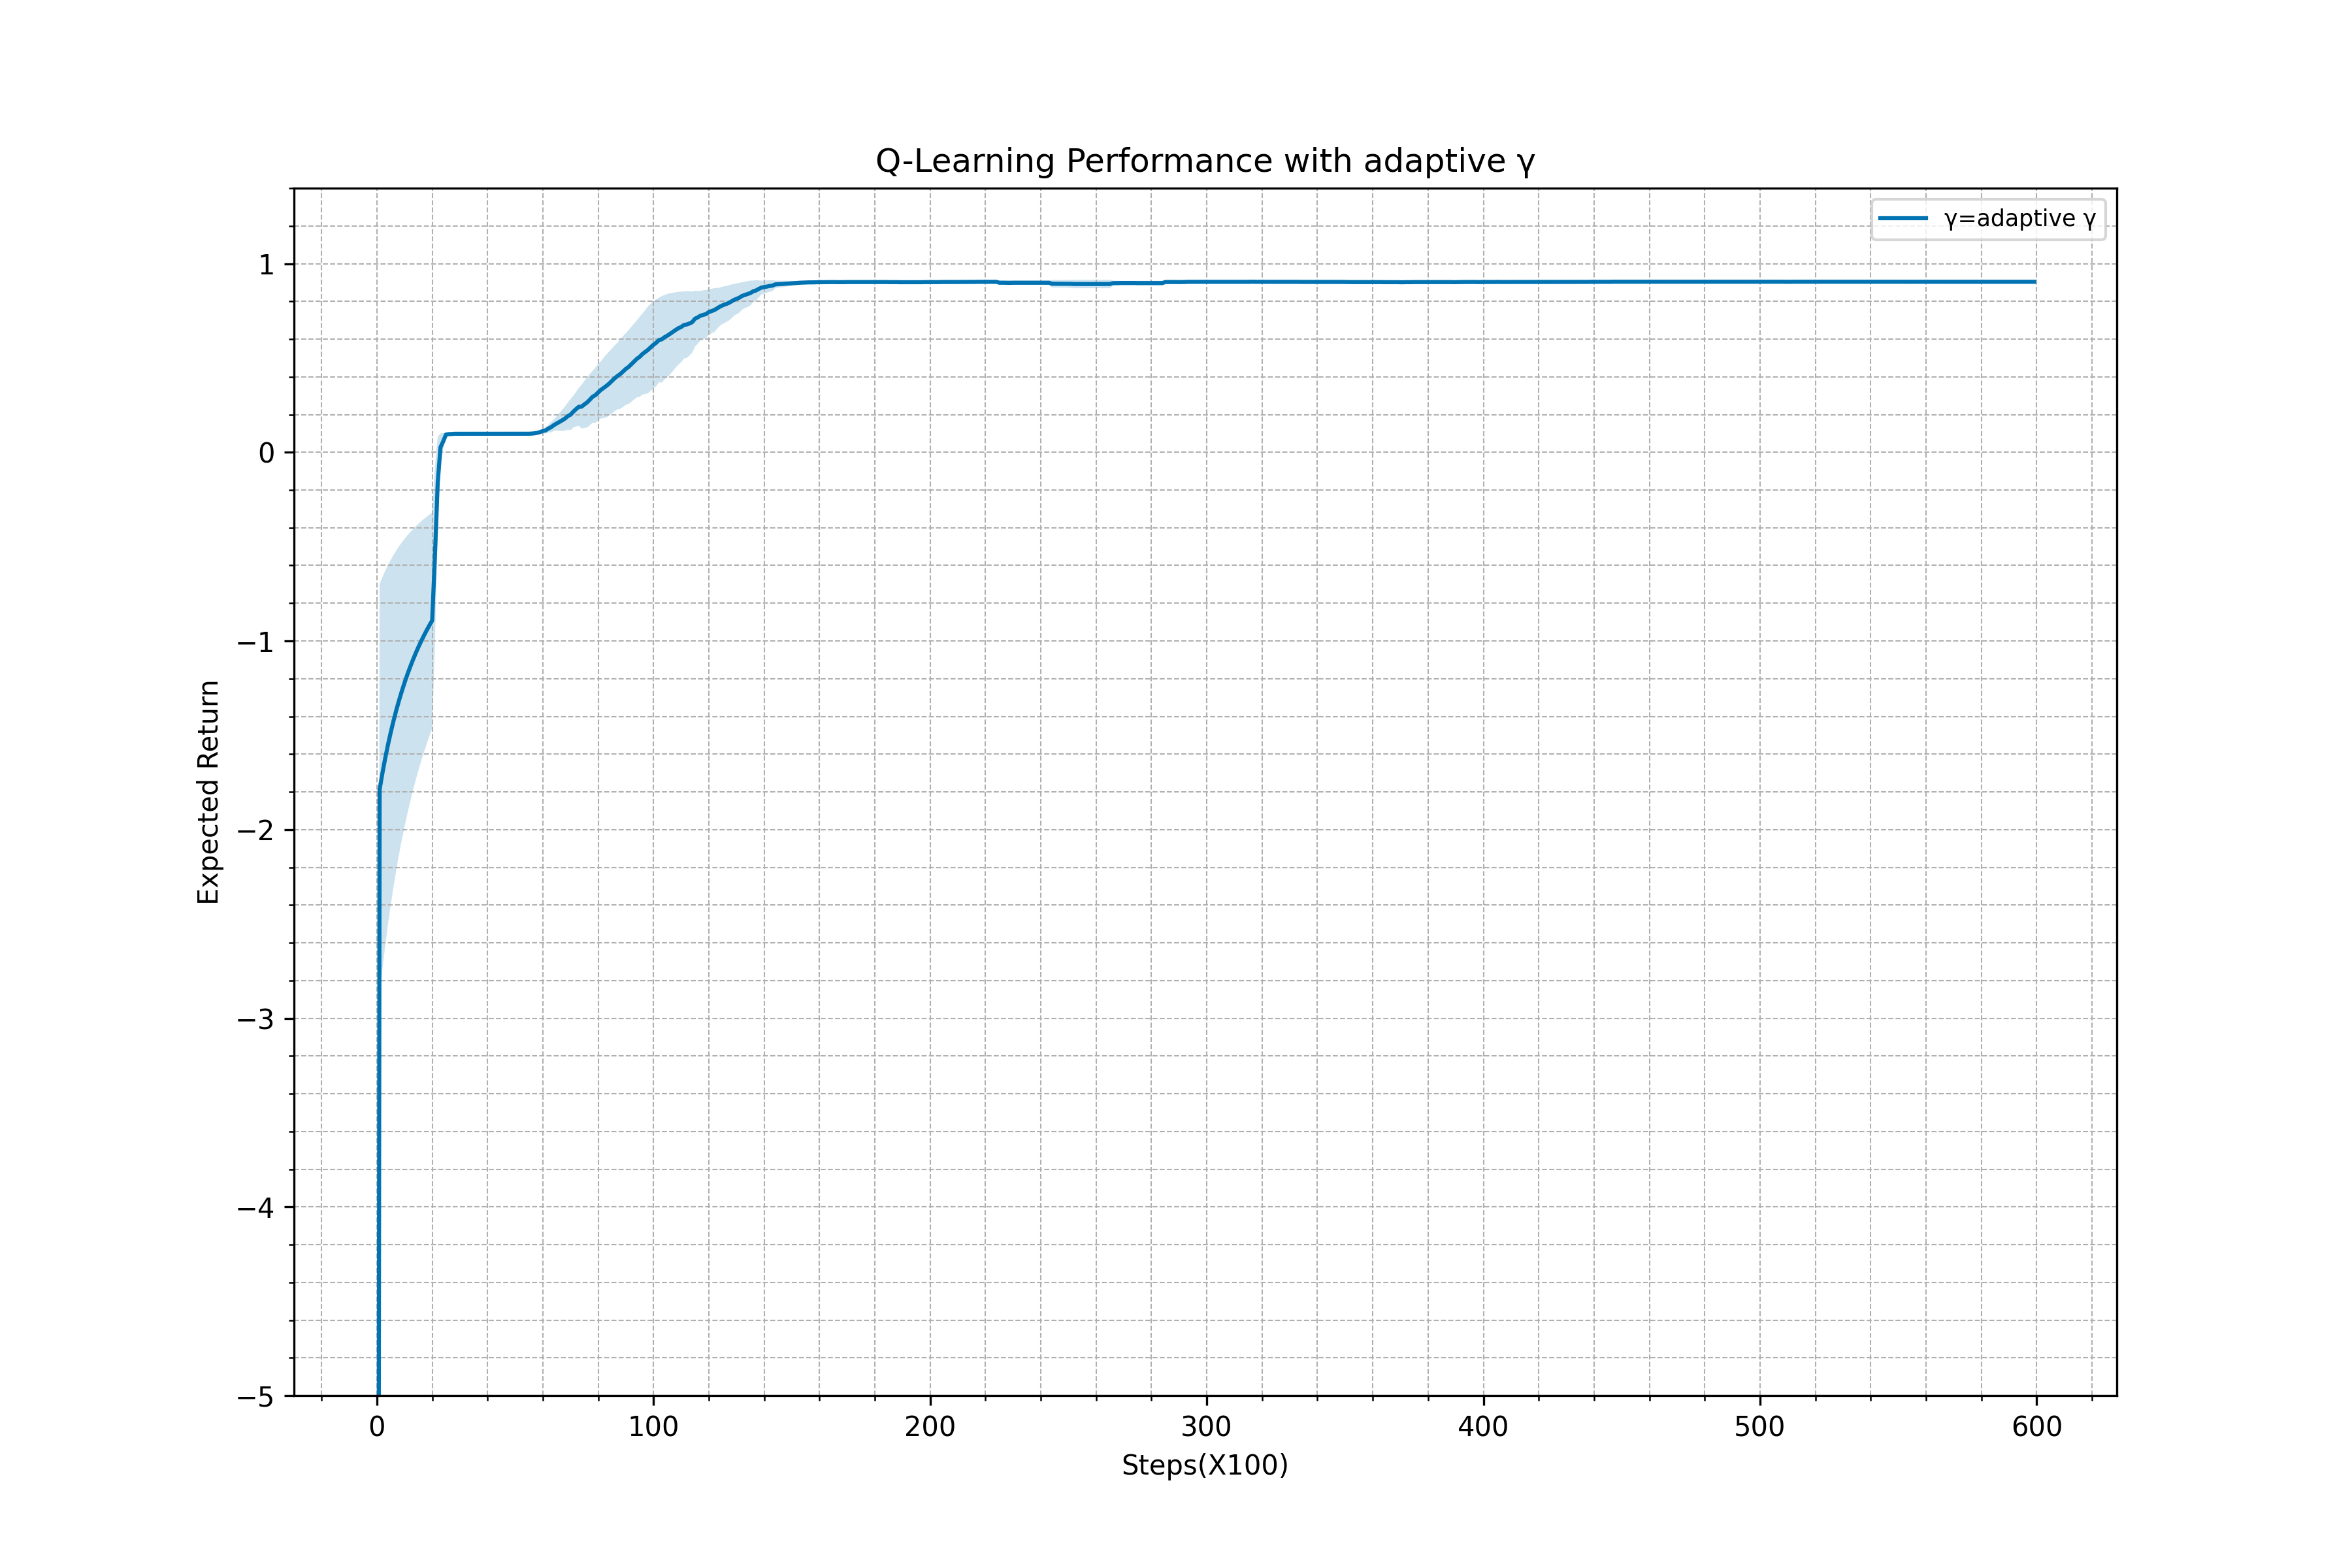 Q-Learning Performance with adaptive γ
γ=adaptive γ
1
0
−1
−2
−3
−4
−5
Expected Return
0 100 200 300 400 500 600
Steps(X100)